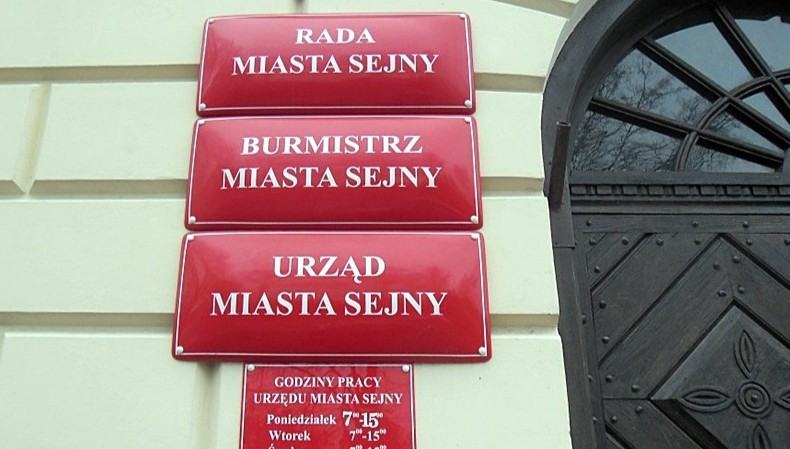 RADA
MIASTA SEJNY
BURMISTRZ
MIASTA SEJNY
URZĄD
MIASTA SEJNY
GODZINY PRACY
URZĘDU MIASTA SEJNY
Poniedziałek 7⁰⁰-15⁰⁰
Wtorek 7⁰⁰-15⁰⁰